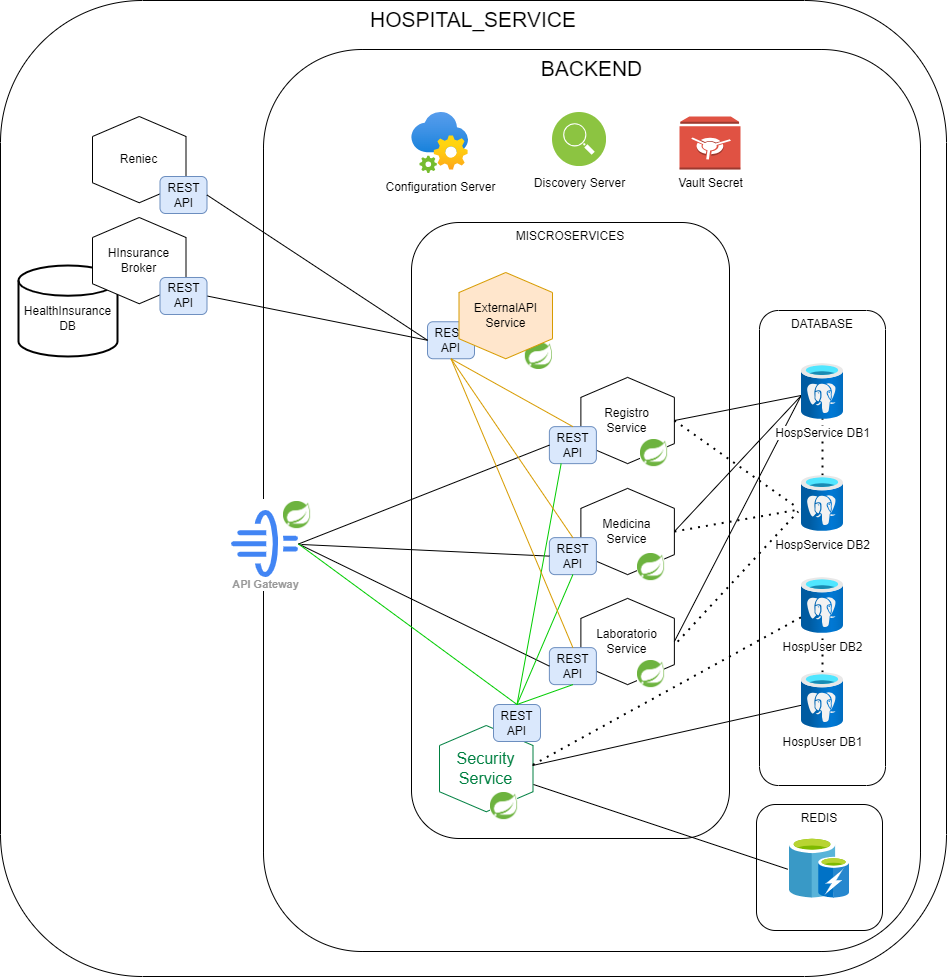 HOSPITAL_SERVICE
BACKEND
Configuration Server
Discovery Server
Vault Secret
Reniec
REST
API
HInsurance
Broker
REST
API
HealthInsurance
DB
MISCROSERVICES
ExternalAPI
Service
REST
API
Registro
Service
REST
API
Medicina
Service
REST
API
Laboratorio
Service
REST
API
REST
API
Security
Service
API Gateway
DATABASE
HospService DB1
HospService DB2
HospUser DB2
HospUser DB1
REDIS